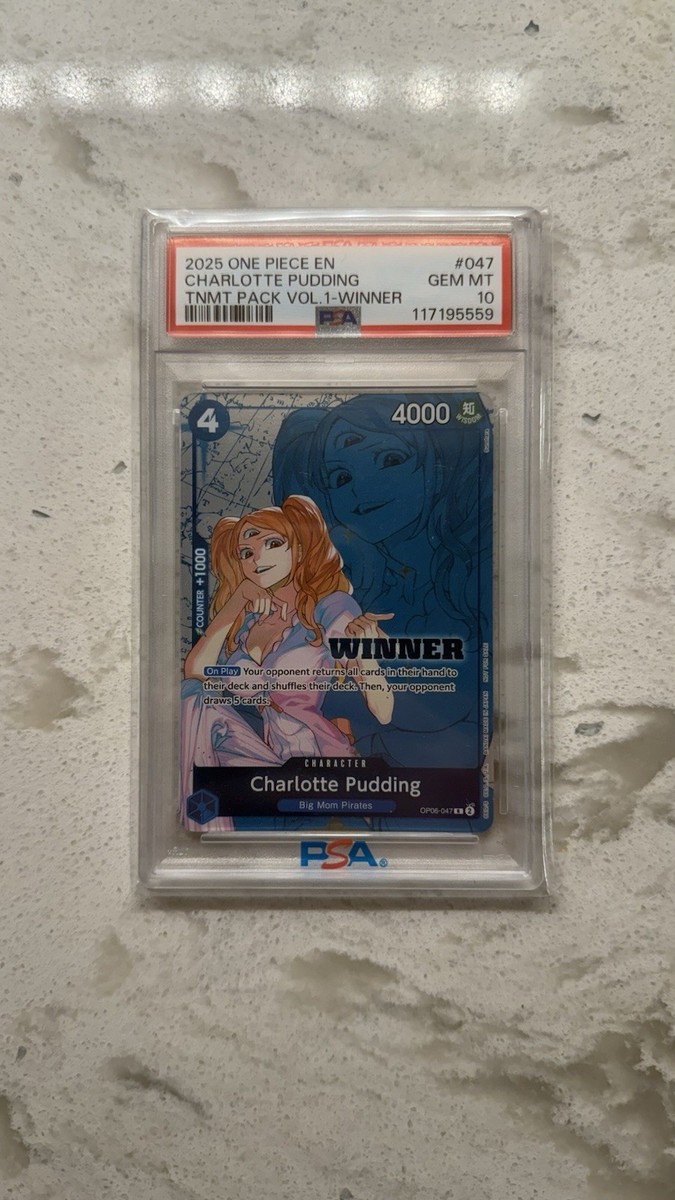 2025 ONE PIECE EN #047
CHARLOTTE PUDDING GEM MT
TNMT PACK VOL.1-WINNER 10
PSA 117195559
4 4000 知
WISDOM
COUNTER +1000
WINNER
On Play Your opponent returns all cards in their hand to
their deck and shuffles their deck. Then, your opponent
draws 5 cards.
CHARACTER
Charlotte Pudding
Big Mom Pirates
OP06-047 R 2
PSA®